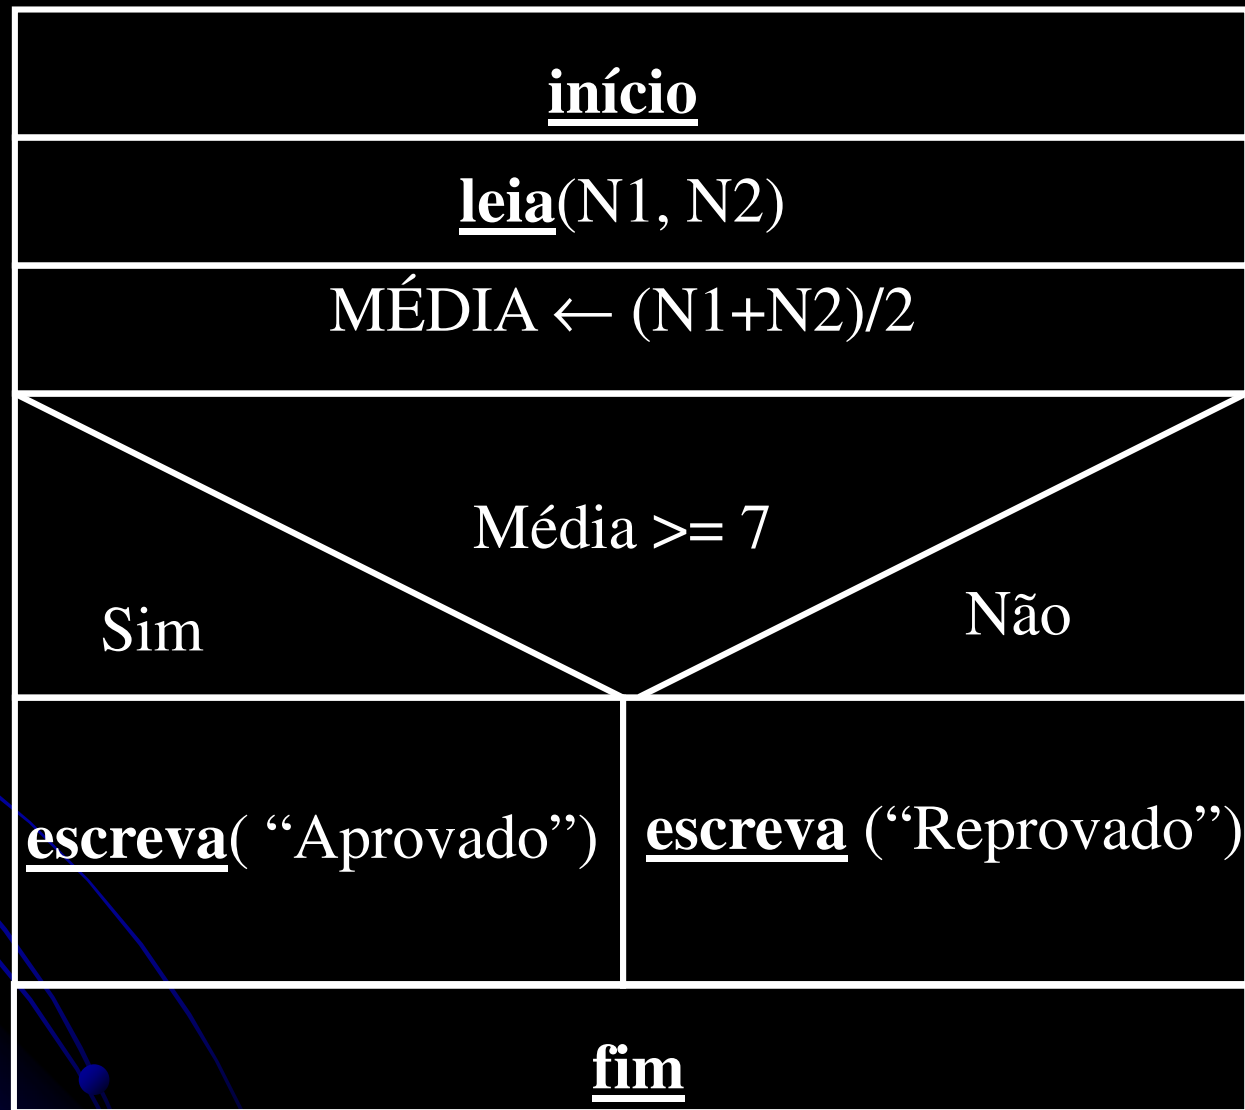 início
leia(N1, N2)
MÉDIA ← (N1+N2)/2
Média >= 7
Sim
Não
escreva( “Aprovado”)
escreva (“Reprovado”)
fim